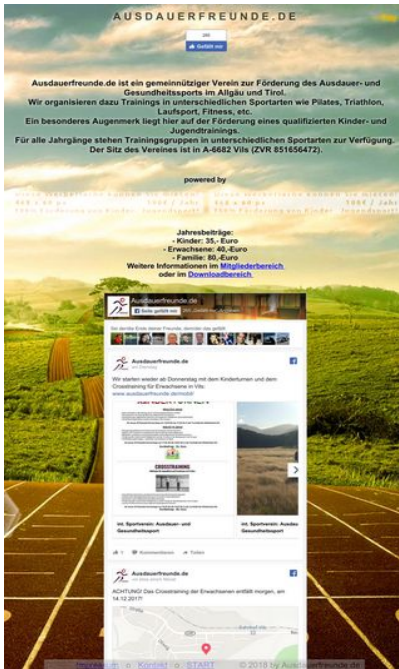 AUSDAUERFREUNDE.DE
Gefällt mir
Ausdauerfreunde.de ist ein gemeinnütziger Verein zur Förderung des Ausdauer- und
Gesundheitssports im Allgäu und Tirol.
Wir organisieren dazu Trainings in unterschiedlichen Sportarten wie Pilates, Triathlon,
Laufsport, Fitness, etc.
Ein besonderes Augenmerk liegt hier auf der Förderung eines qualifizierten Kinder- und
Jugendtrainings.
Für alle Jahrgänge stehen Trainingsgruppen in unterschiedlichen Sportarten zur Verfügung.
Der Sitz des Vereines ist in A-6682 Vils (ZVR 851656472).
powered by
Jahresbeiträge:
- Kinder: 35,- Euro
- Erwachsene: 40,-Euro
- Familie: 80,-Euro
Weitere Informationen im Mitgliederbereich
oder im Downloadbereich
Ausdauerfreunde.de
Seite gefällt mir
Ausdauerfreunde.de
Wir starten wieder ab Donnerstag mit dem Kinderturnen und dem
Crosstraining für Erwachsene in Vils.
www.ausdauerfreunde.de/mobil/
CROSSTRAINING
int. Sportverein: Ausdauer- und
Gesundheitssport
int. Sportverein: Ausdau
Gesundheitssport
Kommentieren
Teilen
Ausdauerfreunde.de
ACHTUNG! Das Crosstraining der Erwachsenen entfällt morgen, am
14.12.2017!
Impressum o Kontakt o START © 2018 by Ausdauerfreunde.de